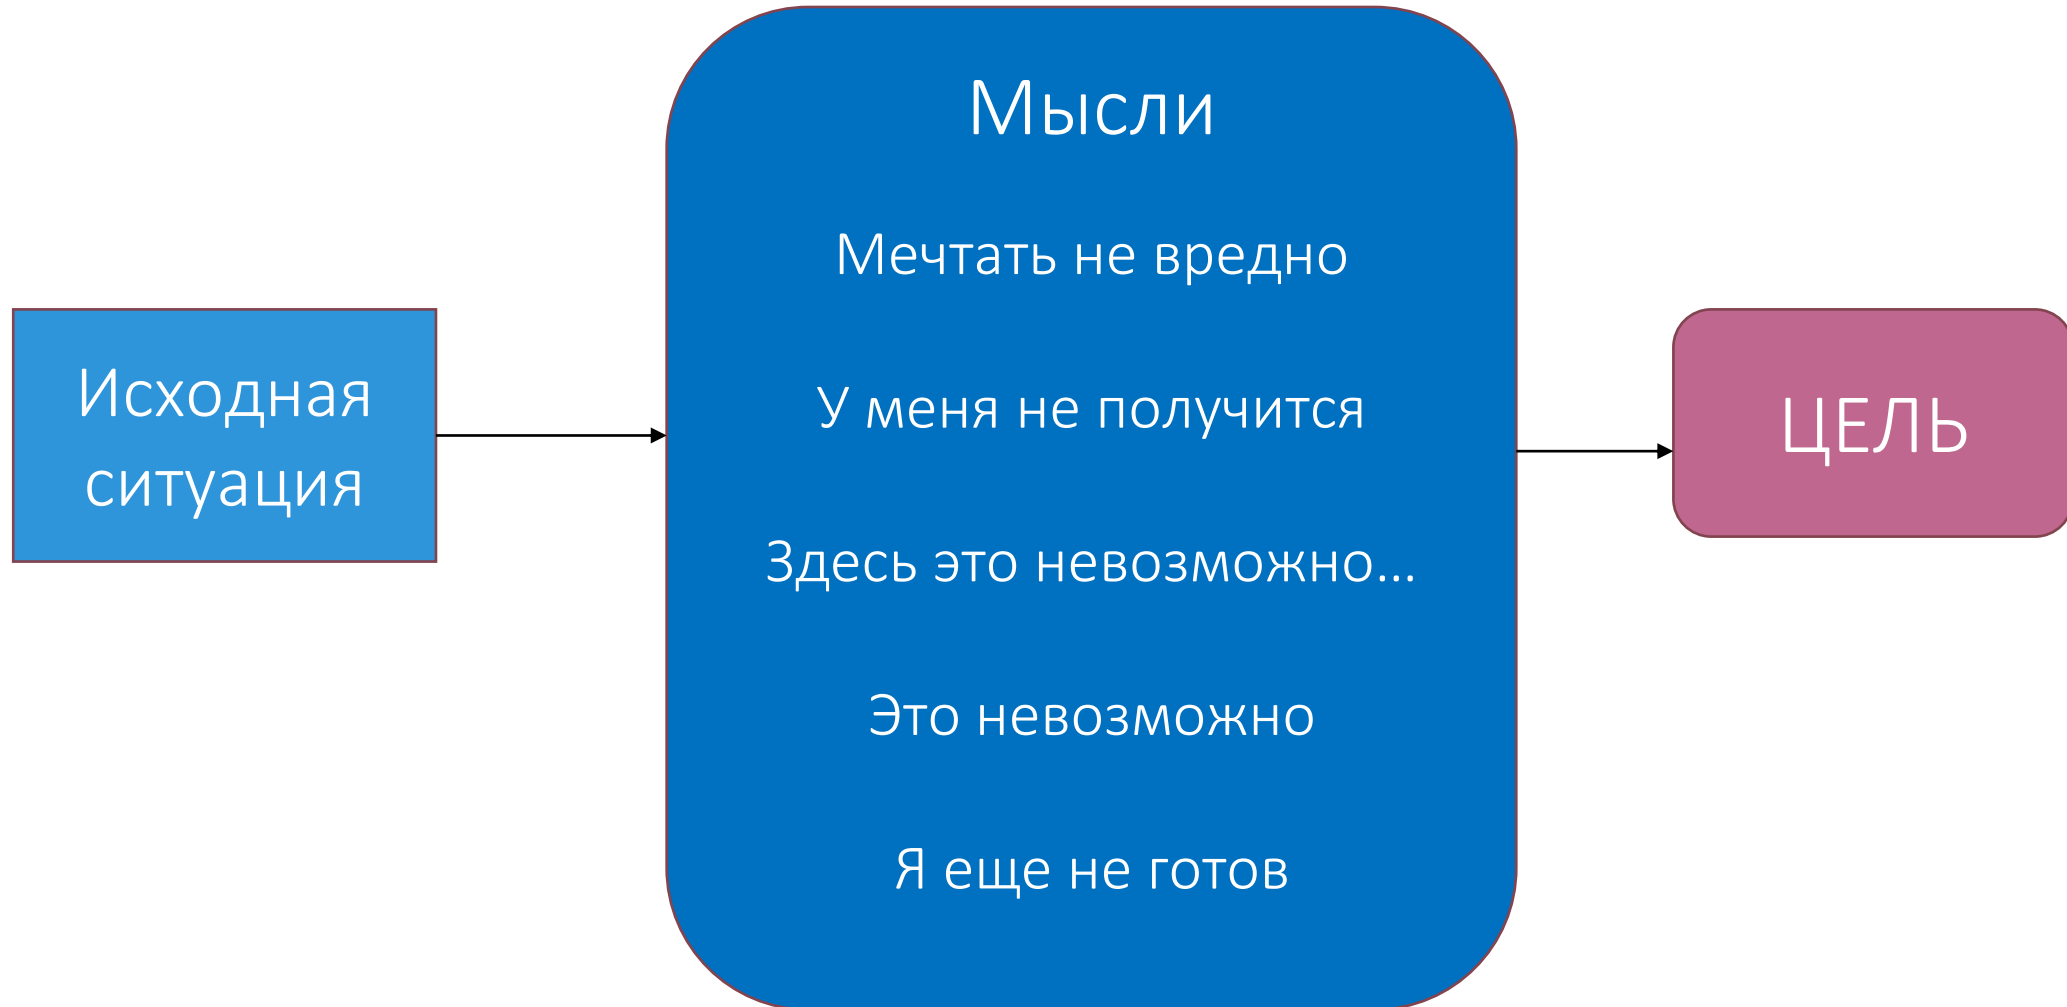 Исходная
ситуация
Мысли
Мечтать не вредно
У меня не получится
Здесь это невозможно...
Это невозможно
Я еще не готов
ЦЕЛЬ